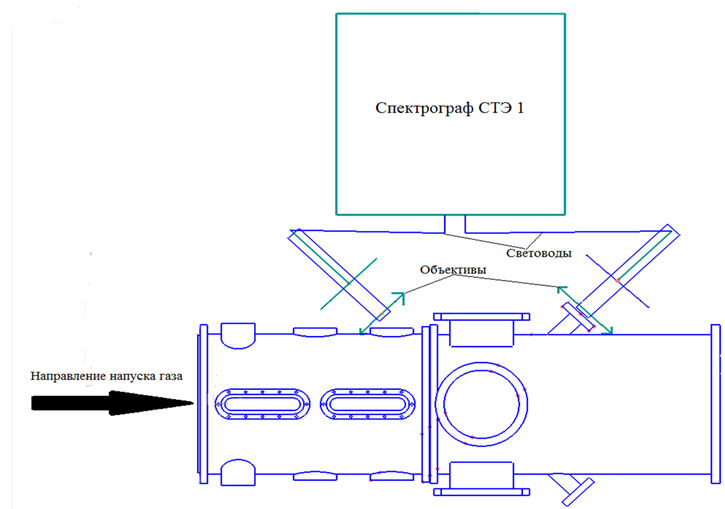 Спектрограф СТЭ 1
Световоды
Объективы
Направление напуска газа